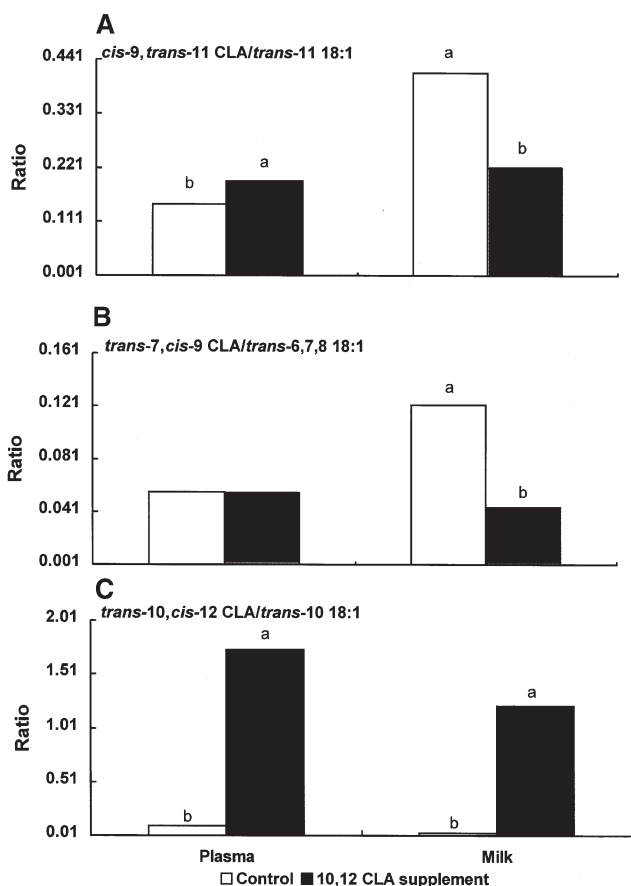 A
cis-9, trans-11 CLA/trans-11 18:1
0.441
0.331
0.221
0.111
0.001
Ratio
b
a
a
b
B
trans-7,cis-9 CLA/trans-6,7,8 18:1
0.161
0.121
0.081
0.041
0.001
Ratio
a
b
C
trans-10,cis-12 CLA/trans-10 18:1
2.01
1.51
1.01
0.51
0.01
Ratio
b
a
b
a
Plasma Milk
Control 10,12 CLA supplement